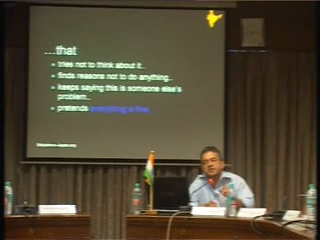 ...that
tries not to think about it..
finds reasons not to do anything..
keeps saying this is someone else's
problem..
pretends everything is fine